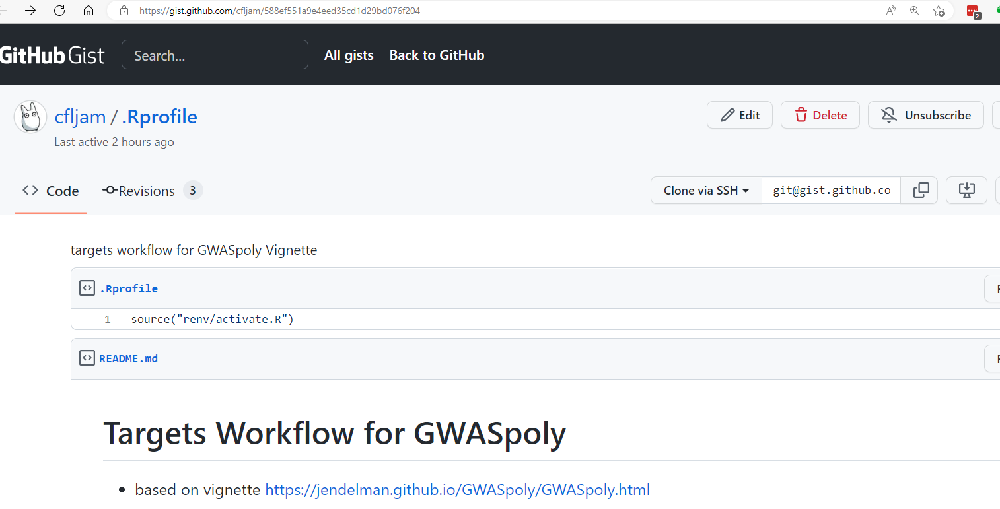 https://gist.github.com/cfljam/588ef551a9e4eed35cd1d29bd076f204
2
GitHub Gist
Search...
All gists
Back to GitHub
cfljam / .Rprofile
Last active 2 hours ago
Edit
Delete
Unsubscribe
Code
Revisions 3
Clone via SSH
git@gist.github.co
targets workflow for GWASpoly Vignette
.Rprofile
1 source("renv/activate.R")
README.md
Targets Workflow for GWASpoly
• based on vignette https://jendelman.github.io/GWASpoly/GWASpoly.html